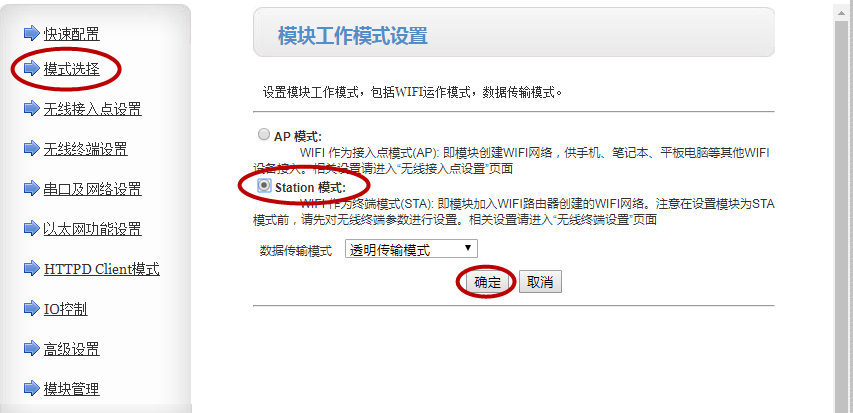 快速配置
模式选择
无线接入点设置
无线终端设置
串口及网络设置
以太网功能设置
HTTPD Client模式
IO控制
高级设置
模块管理
模块工作模式设置
设置模块工作模式，包括WIFI运作模式，数据传输模式。
AP 模式:
WIFI 作为接入点模式(AP): 即模块创建WIFI网络，供手机、笔记本、平板电脑等其他WIFI
设备接入。相关设置请进入“无线接入点设置”页面
Station 模式:
WIFI 作为终端模式(STA): 即模块加入WIFI路由器创建的WIFI网络。注意在设置模块为STA
模式前，请先对无线终端参数进行设置。相关设置请进入“无线终端设置”页面
数据传输模式 透明传输模式
确定 取消